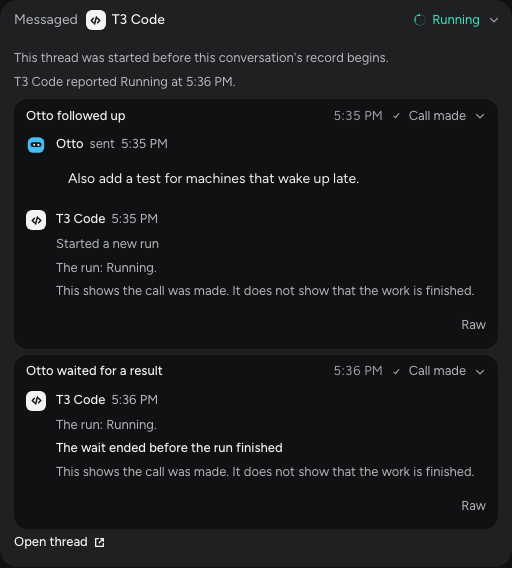 Messaged T3 Code Running
This thread was started before this conversation's record begins.
T3 Code reported Running at 5:36 PM.
Otto followed up 5:35 PM ✓ Call made
Otto sent 5:35 PM
Also add a test for machines that wake up late.
T3 Code 5:35 PM
Started a new run
The run: Running.
This shows the call was made. It does not show that the work is finished.
Raw
Otto waited for a result 5:36 PM ✓ Call made
T3 Code 5:36 PM
The run: Running.
The wait ended before the run finished
This shows the call was made. It does not show that the work is finished.
Raw
Open thread